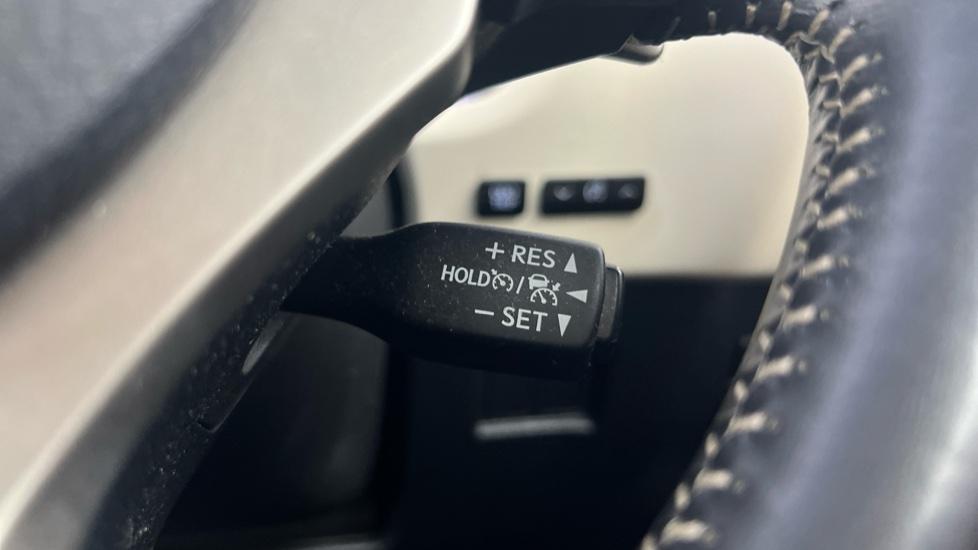 + RES ▲
HOLD / ◀
− SET ▼